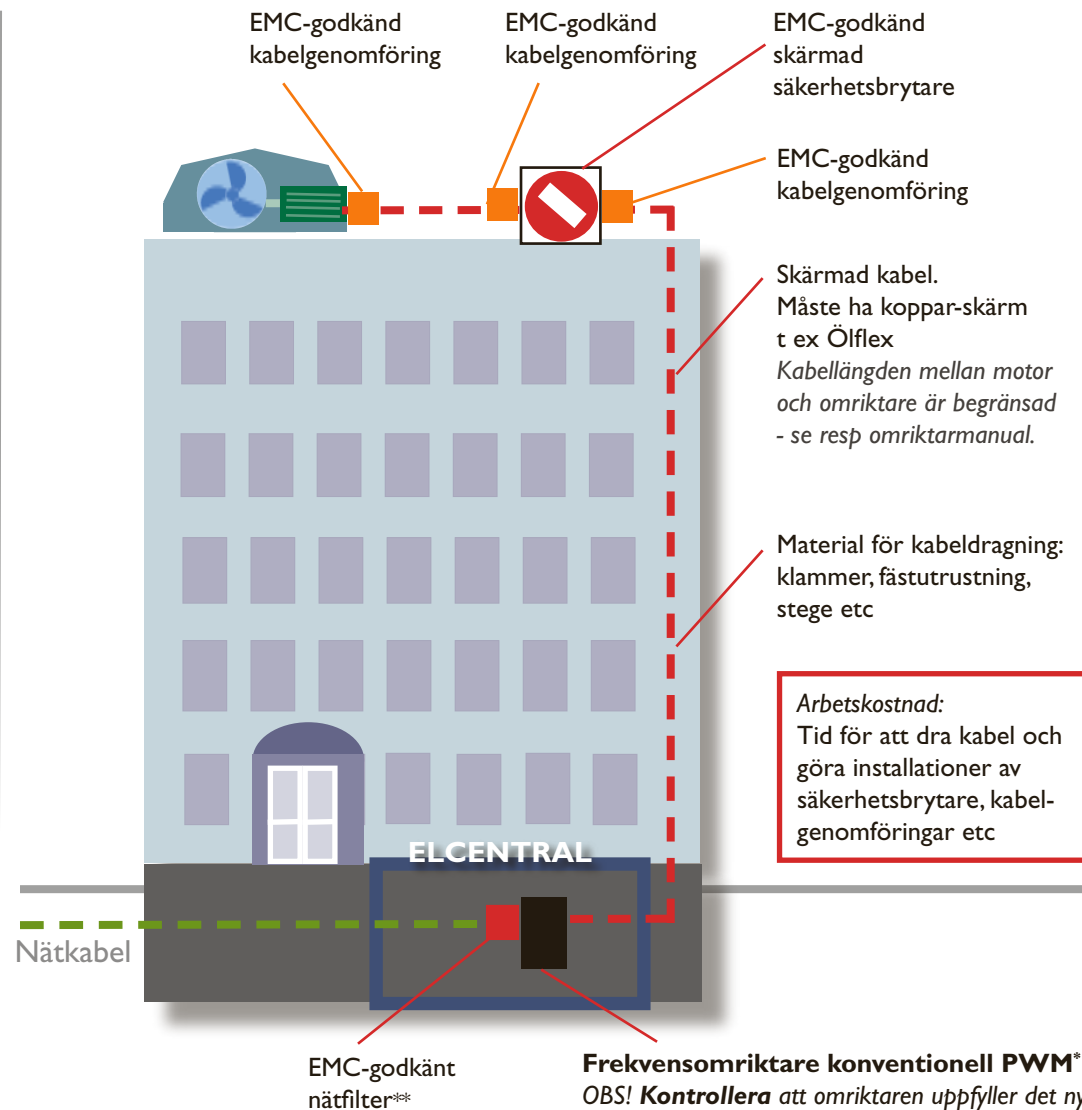 EMC-godkänd
kabelgenomföring
EMC-godkänd
kabelgenomföring
EMC-godkänd
skärmad
säkerhetsbrytare
EMC-godkänd
kabelgenomföring
Skärmad kabel.
Måste ha koppar-skärm
t ex Ölflex
Kabellängden mellan motor
och omriktare är begränsad
- se resp omriktarmanual.
Material för kabeldragning:
klammer, fästutrustning,
stege etc
Arbetskostnad:
Tid för att dra kabel och
göra installationer av
säkerhetsbrytare, kabel-
genomföringar etc
ELCENTRAL
Nätkabel
EMC-godkänt
nätfilter**
Frekvensomriktare konventionell PWM*
OBS! Kontrollera att omriktaren uppfyller det ny